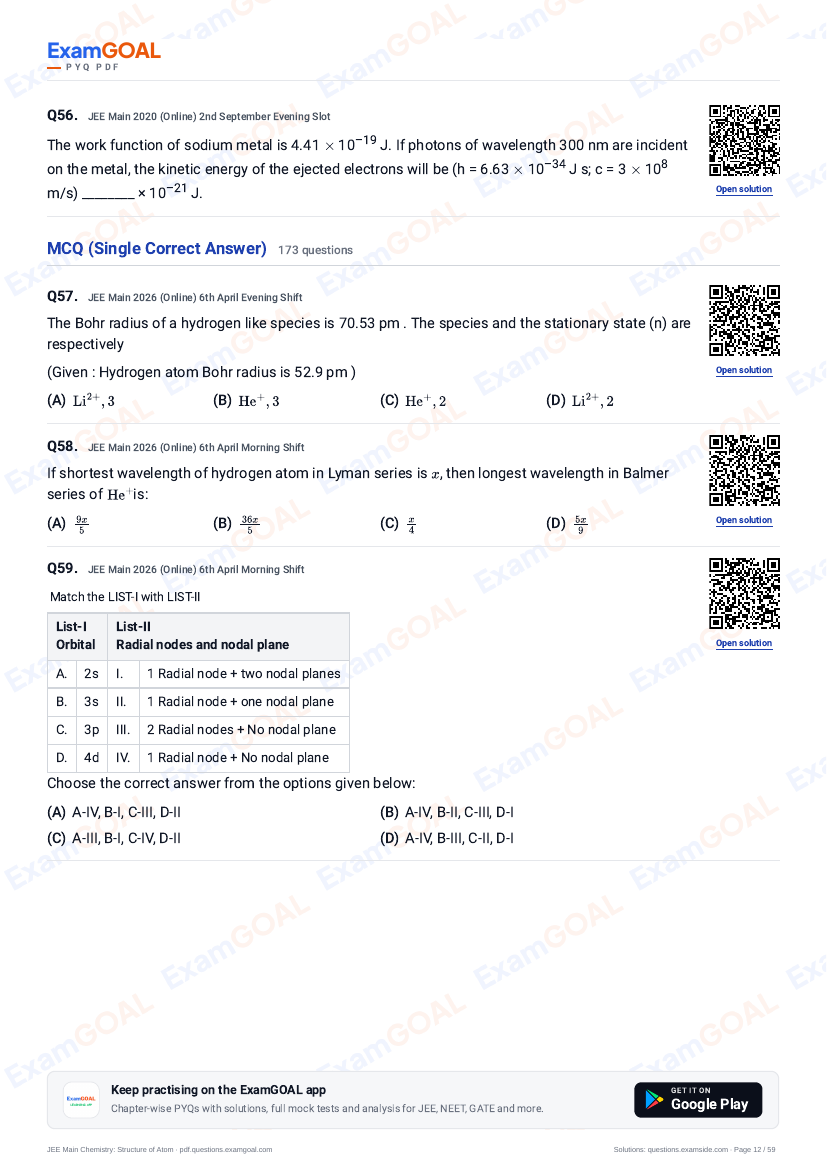 ExamGOAL
PYQ PDF
Q56. JEE Main 2020 (Online) 2nd September Evening Slot
The work function of sodium metal is 4.41 × 10⁻¹⁹ J. If photons of wavelength 300 nm are incident
on the metal, the kinetic energy of the ejected electrons will be (h = 6.63 × 10⁻³⁴ J s; c = 3 × 10⁸
m/s) ________ × 10⁻²¹ J.
Open solution
MCQ (Single Correct Answer) 173 questions
Q57. JEE Main 2026 (Online) 6th April Evening Shift
The Bohr radius of a hydrogen like species is 70.53 pm . The species and the stationary state (n) are
respectively
(Given : Hydrogen atom Bohr radius is 52.9 pm )
(A) Li²⁺, 3 (B) He⁺, 3 (C) He⁺, 2 (D) Li²⁺, 2
Open solution
Q58. JEE Main 2026 (Online) 6th April Morning Shift
If shortest wavelength of hydrogen atom in Lyman series is x, then longest wavelength in Balmer
series of He⁺is:
(A) 9x/5 (B) 36x/5 (C) x/4 (D) 5x/9
Open solution
Q59. JEE Main 2026 (Online) 6th April Morning Shift
Match the LIST-I with LIST-II
List-I List-II
Orbital Radial nodes and nodal plane
A. 2s I. 1 Radial node + two nodal planes
B. 3s II. 1 Radial node + one nodal plane
C. 3p III. 2 Radial nodes + No nodal plane
D. 4d IV. 1 Radial node + No nodal plane
Open solution
Choose the correct answer from the options given below:
(A) A-IV, B-I, C-III, D-II (B) A-IV, B-II, C-III, D-I
(C) A-III, B-I, C-IV, D-II (D) A-IV, B-III, C-II, D-I
ExamGOAL
Keep practising on the ExamGOAL app
Chapter-wise PYQs with solutions, full mock tests and analysis for JEE, NEET, GATE and more.
GET IT ON
Google Play
JEE Main Chemistry: Structure of Atom · pdf.questions.examgoal.com
Solutions: questions.examside.com · Page 12 / 59